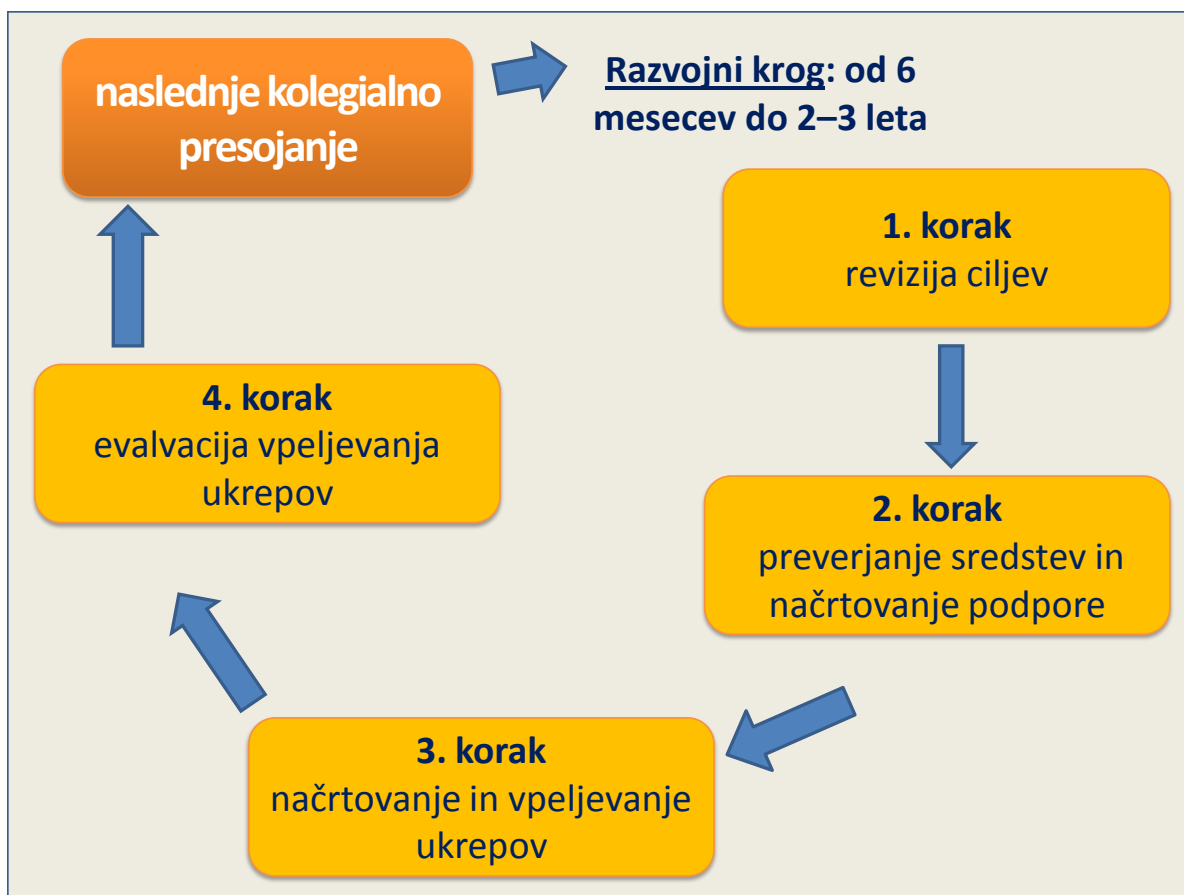 naslednje kolegialno
presojanje
Razvojni krog: od 6
mesecev do 2–3 leta
1. korak
revizija ciljev
2. korak
preverjanje sredstev in
načrtovanje podpore
3. korak
načrtovanje in vpeljevanje
ukrepov
4. korak
evalvacija vpeljevanja
ukrepov